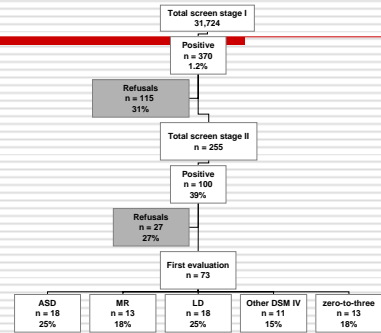 Total screen stage I
31,724
Positive
n = 370
1.2%
Refusals
n = 115
31%
Total screen stage II
n = 255
Positive
n = 100
39%
Refusals
n = 27
27%
First evaluation
n = 73
ASD
n = 18
25%
MR
n = 13
18%
LD
n = 18
25%
Other DSM IV
n = 11
15%
zero-to-three
n = 13
18%